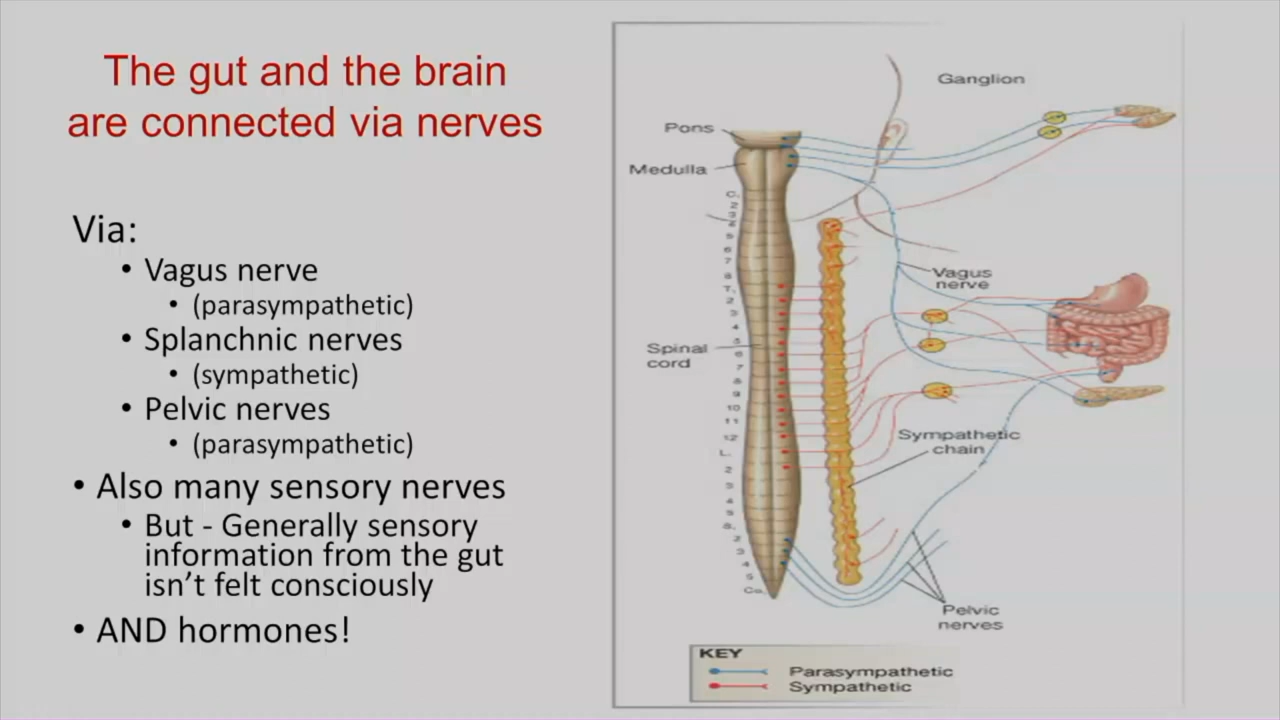 The gut and the brain
are connected via nerves
Via:
• Vagus nerve
• (parasympathetic)
• Splanchnic nerves
• (sympathetic)
• Pelvic nerves
• (parasympathetic)
• Also many sensory nerves
• But - Generally sensory
information from the gut
isn’t felt consciously
• AND hormones!
Ganglion
Pons
Medulla
Vagus
nerve
Spinal
cord
Sympathetic
chain
Pelvic
nerves
KEY
Parasympathetic
Sympathetic